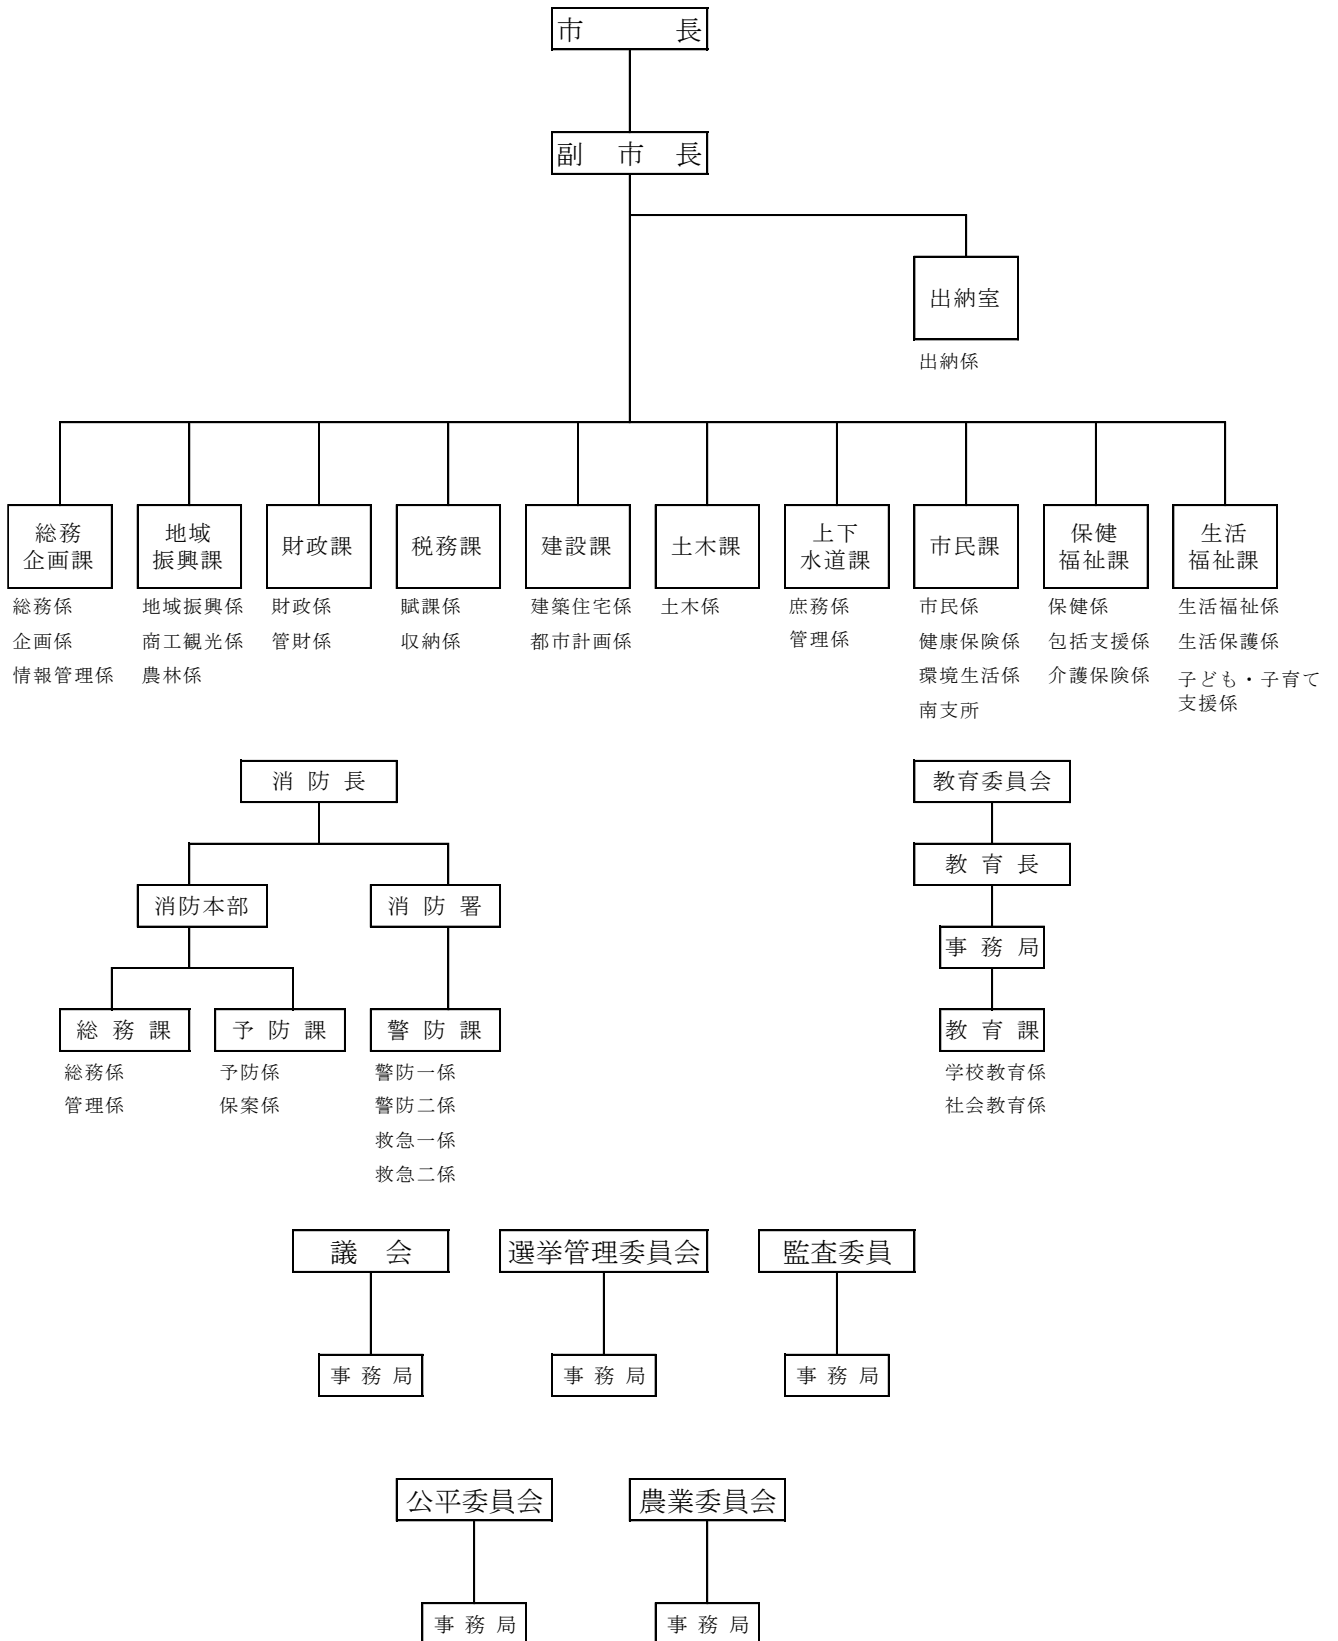 市長
副市長
出納室
出納係
総務
企画課
総務係
企画係
情報管理係
地域
振興課
地域振興係
商工観光係
農林係
財政課
財政係
管財係
税務課
賦課係
収納係
建設課
建築住宅係
都市計画係
土木課
土木係
上下
水道課
庶務係
管理係
市民課
市民係
健康保険係
環境生活係
南支所
保健
福祉課
保健係
包括支援係
介護保険係
生活
福祉課
生活福祉係
生活保護係
子ども・子育て
支援係
消防長
消防本部
消防署
総務課
総務係
管理係
予防課
予防係
保案係
警防課
警防一係
警防二係
救急一係
救急二係
教育委員会
教育長
事務局
教育課
学校教育係
社会教育係
議会
事務局
選挙管理委員会
事務局
監査委員
事務局
公平委員会
事務局
農業委員会
事務局